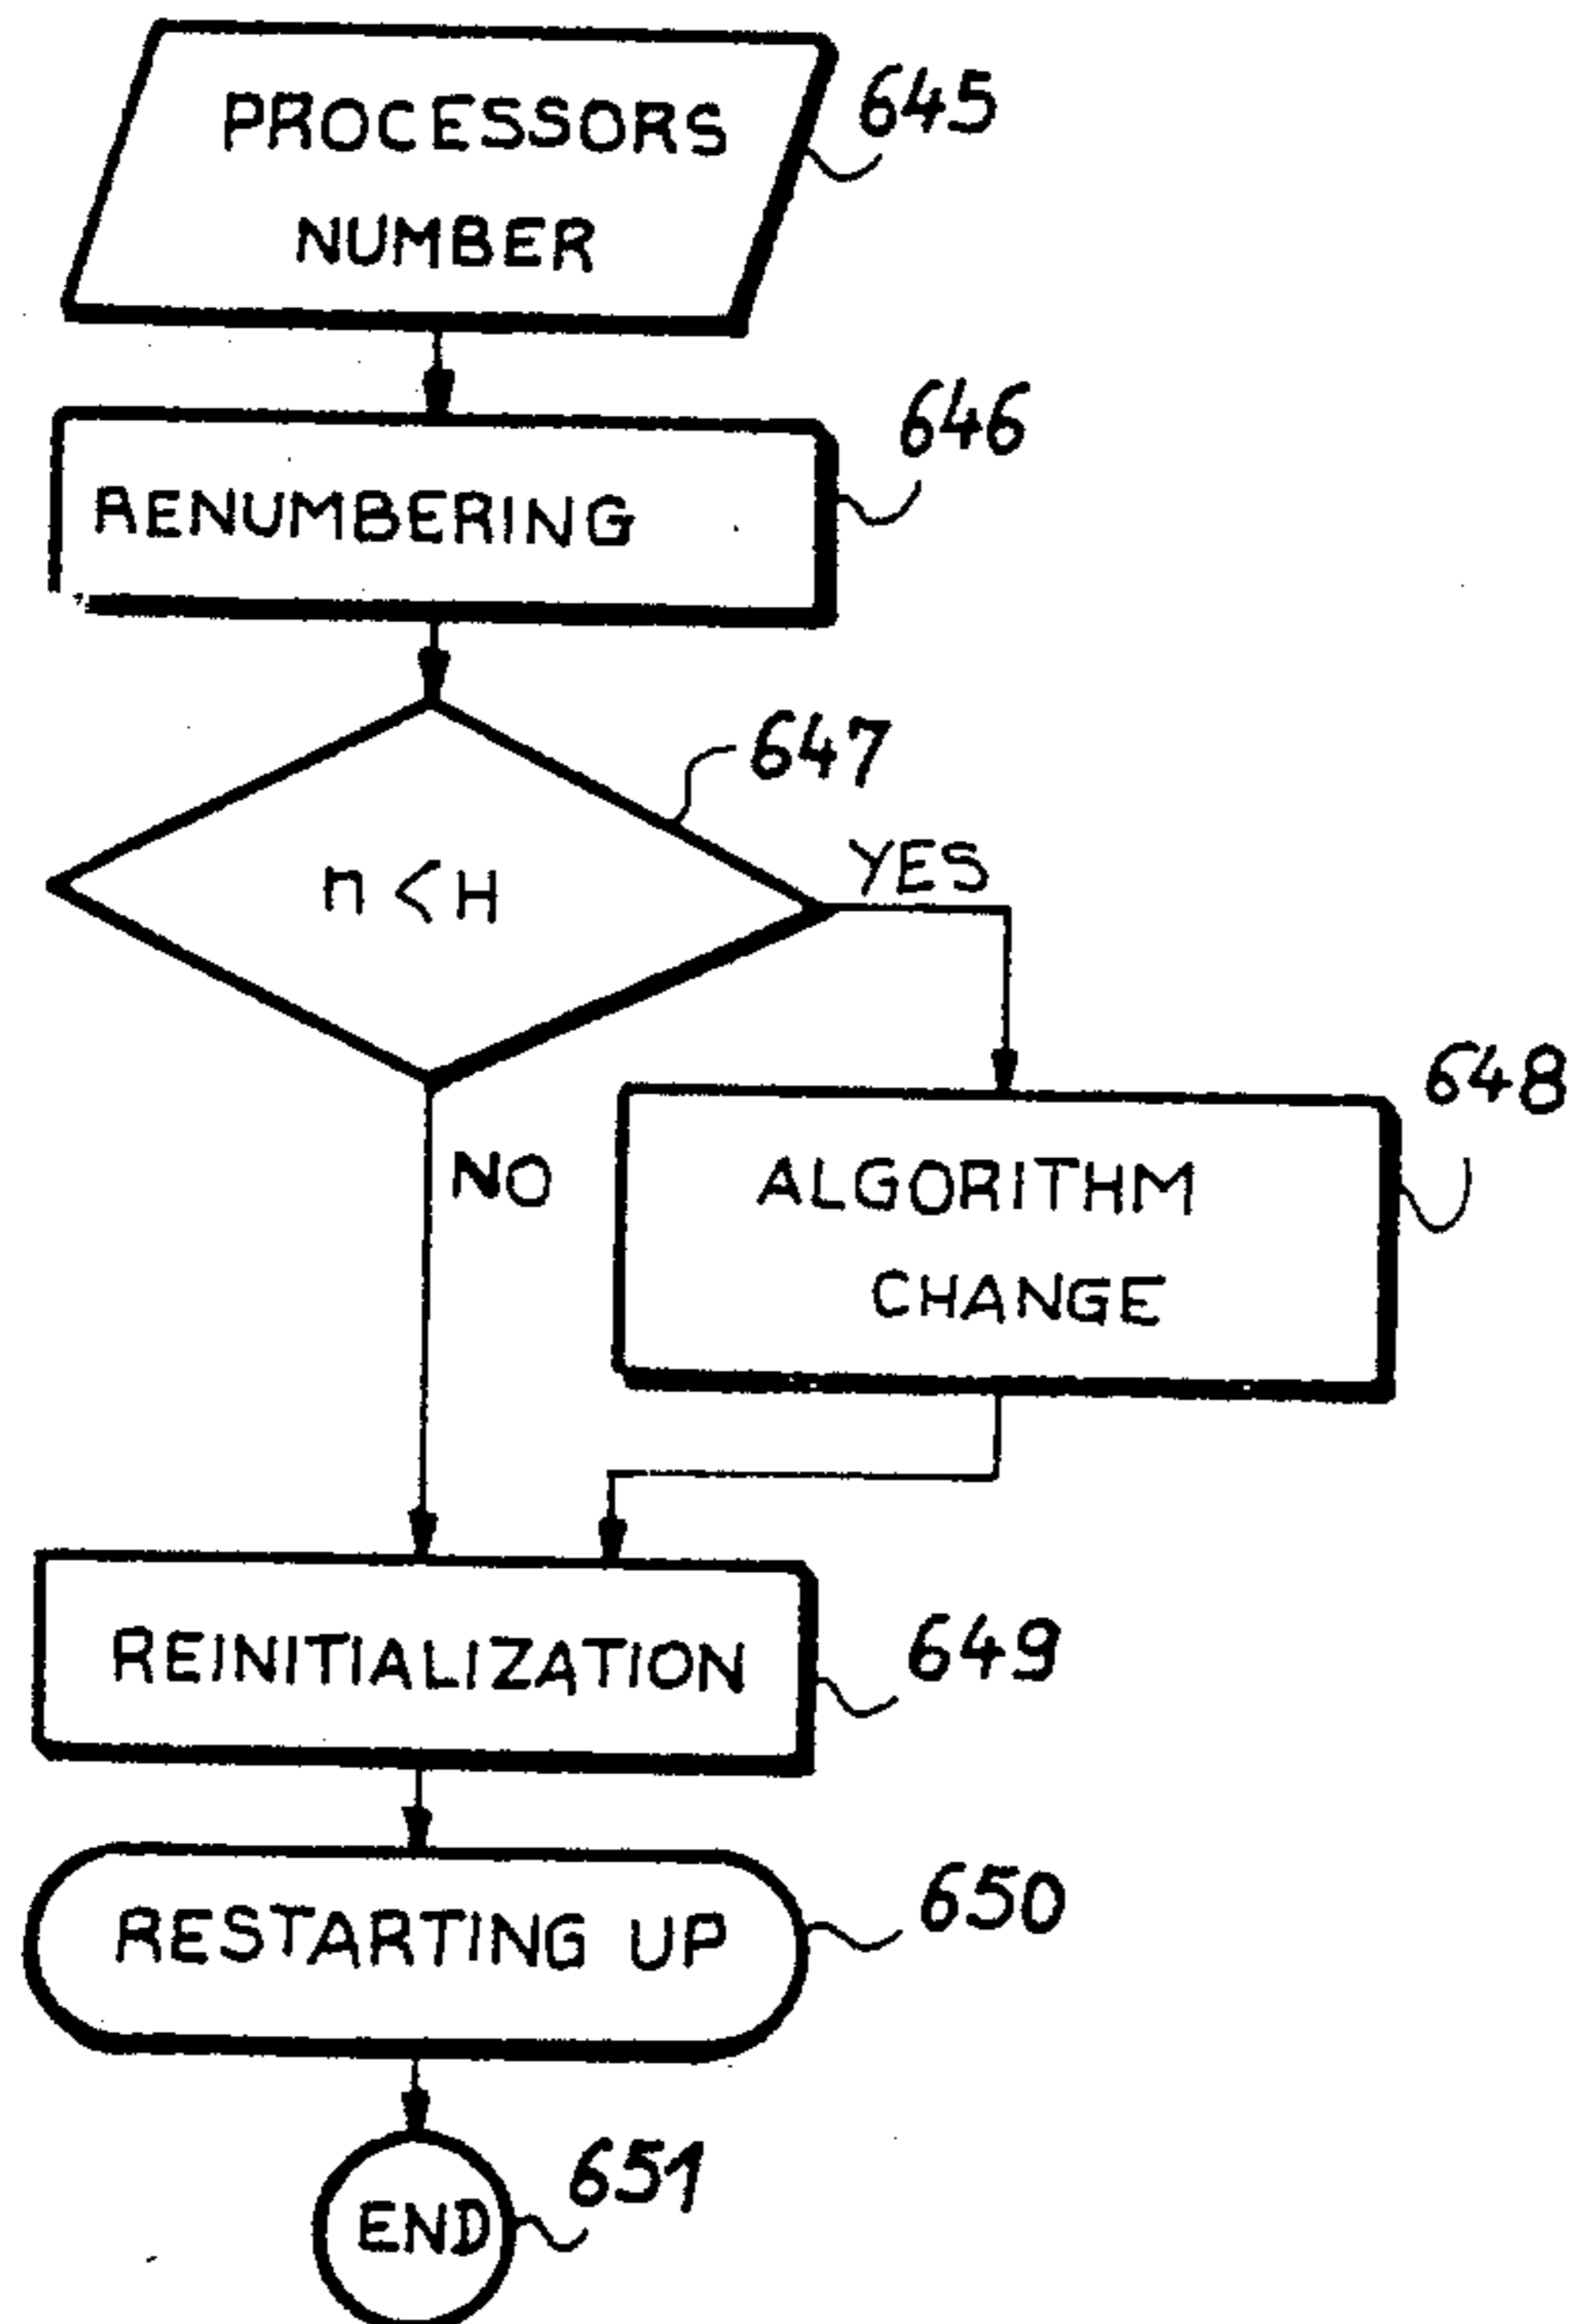 PROCESSORS
NUMBER
645
RENUMBERING
646
647
n < H
YES
NO
648
ALGORITHM
CHANGE
REINITIALIZATION
649
RESTARTING UP
650
END
651